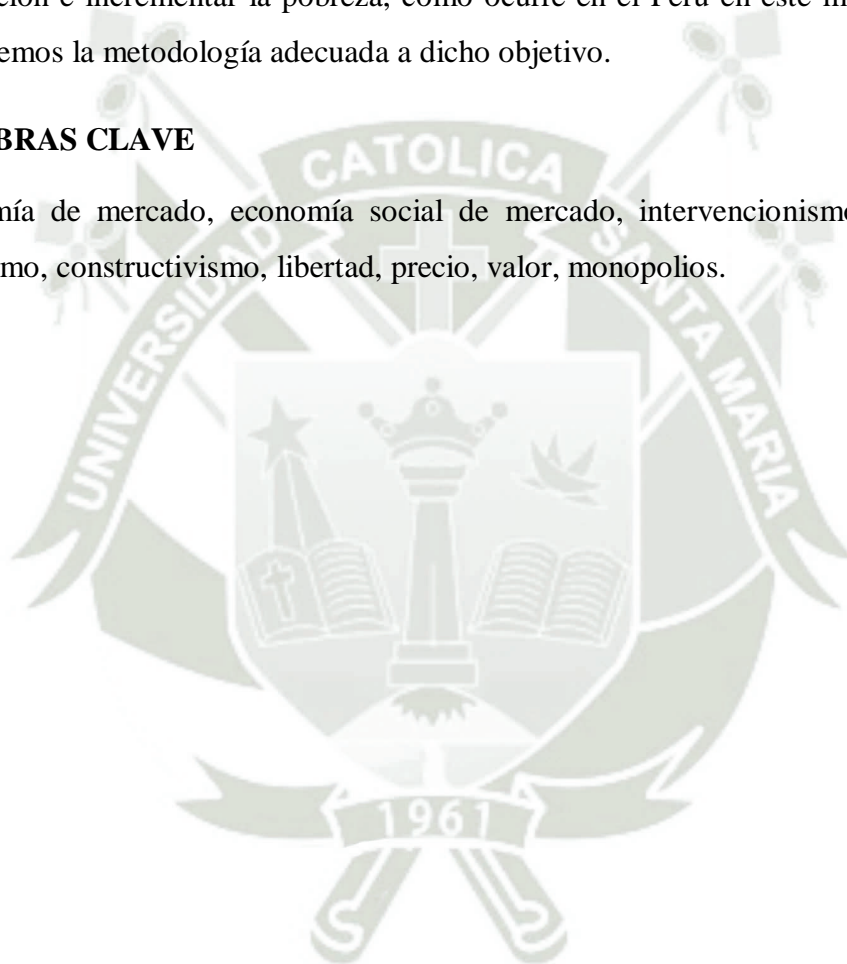 ción e incrementar la pobreza, como ocurre en el Perú en este
emos la metodología adecuada a dicho objetivo.
BRAS CLAVE
mía de mercado, economía social de mercado, intervencionismo
mo, constructivismo, libertad, precio, valor, monopolios.
UNIVERSIDAD CATOLICA SANTA MARIA
1961